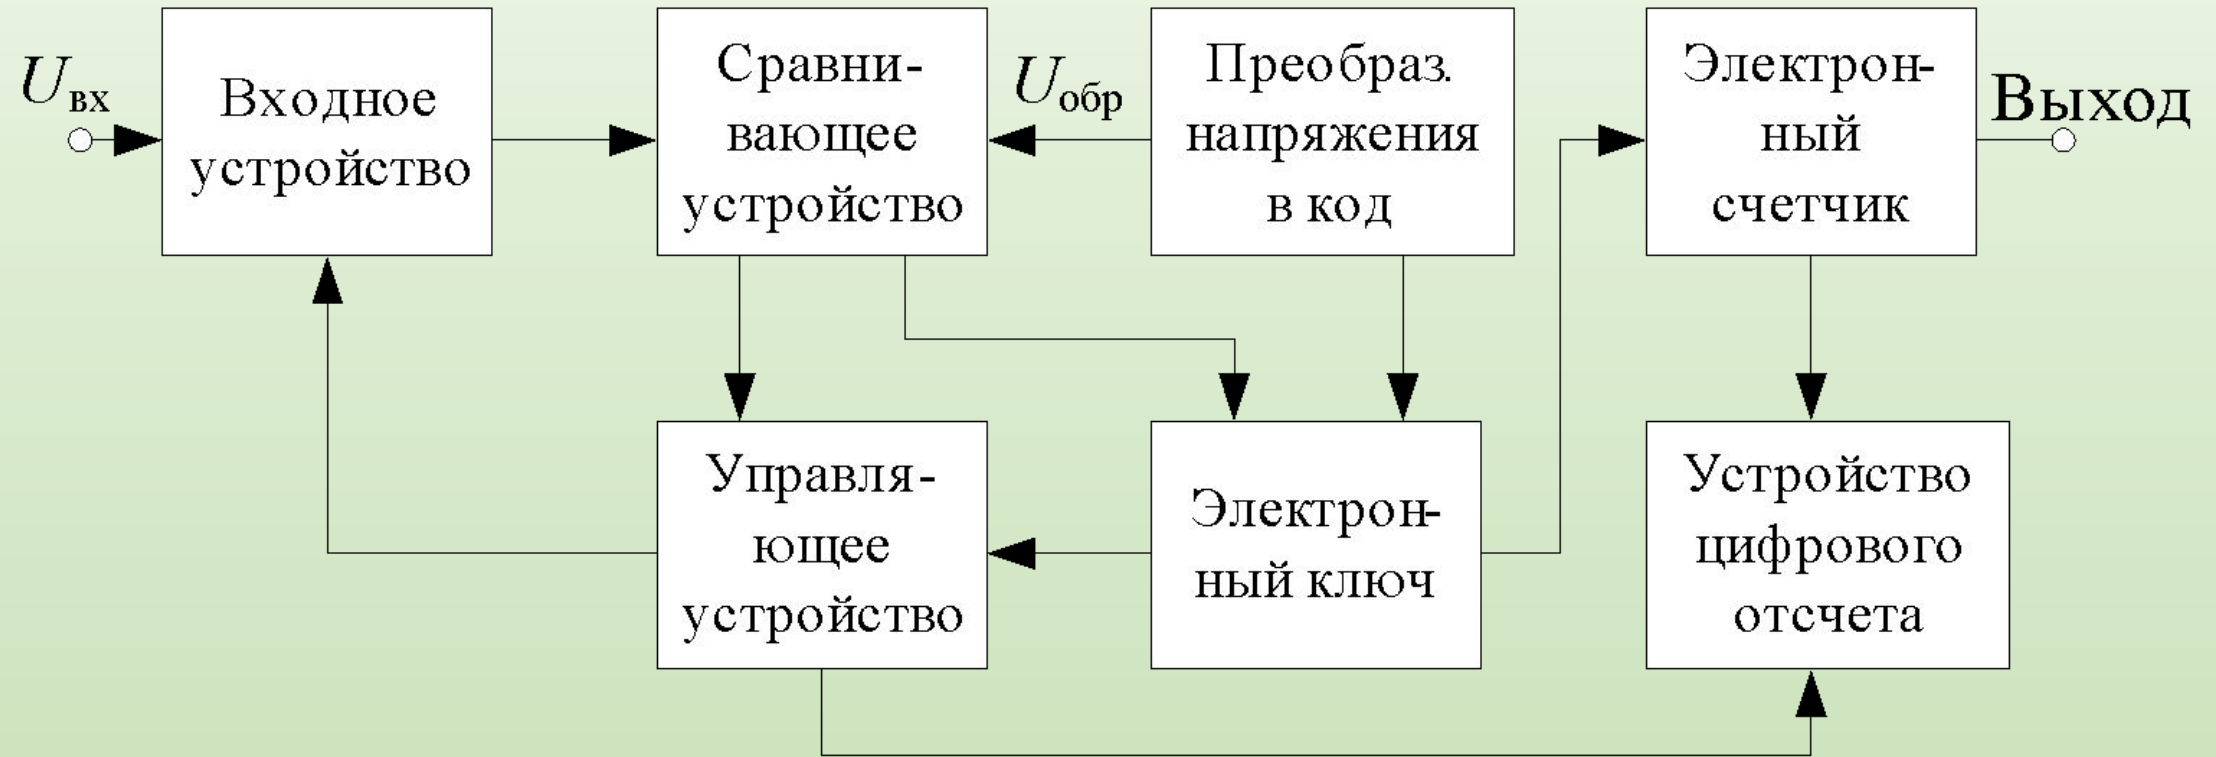 Uвх
Входное
устройство
Сравни-
вающее
устройство
Uобр
Преобраз.
напряжения
в код
Электрон-
ный
счетчик
Выход
Управля-
ющее
устройство
Электрон-
ный ключ
Устройство
цифрового
отсчета